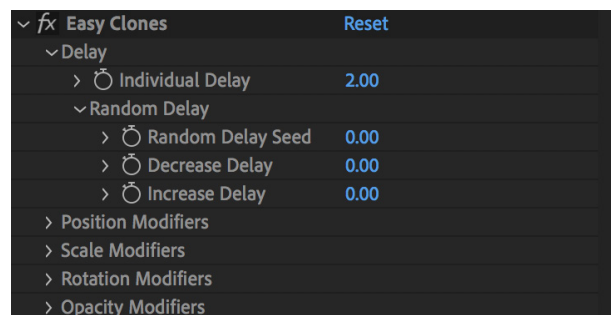 fx Easy Clones Reset
Delay
Individual Delay 2.00
Random Delay
Random Delay Seed 0.00
Decrease Delay 0.00
Increase Delay 0.00
Position Modifiers
Scale Modifiers
Rotation Modifiers
Opacity Modifiers